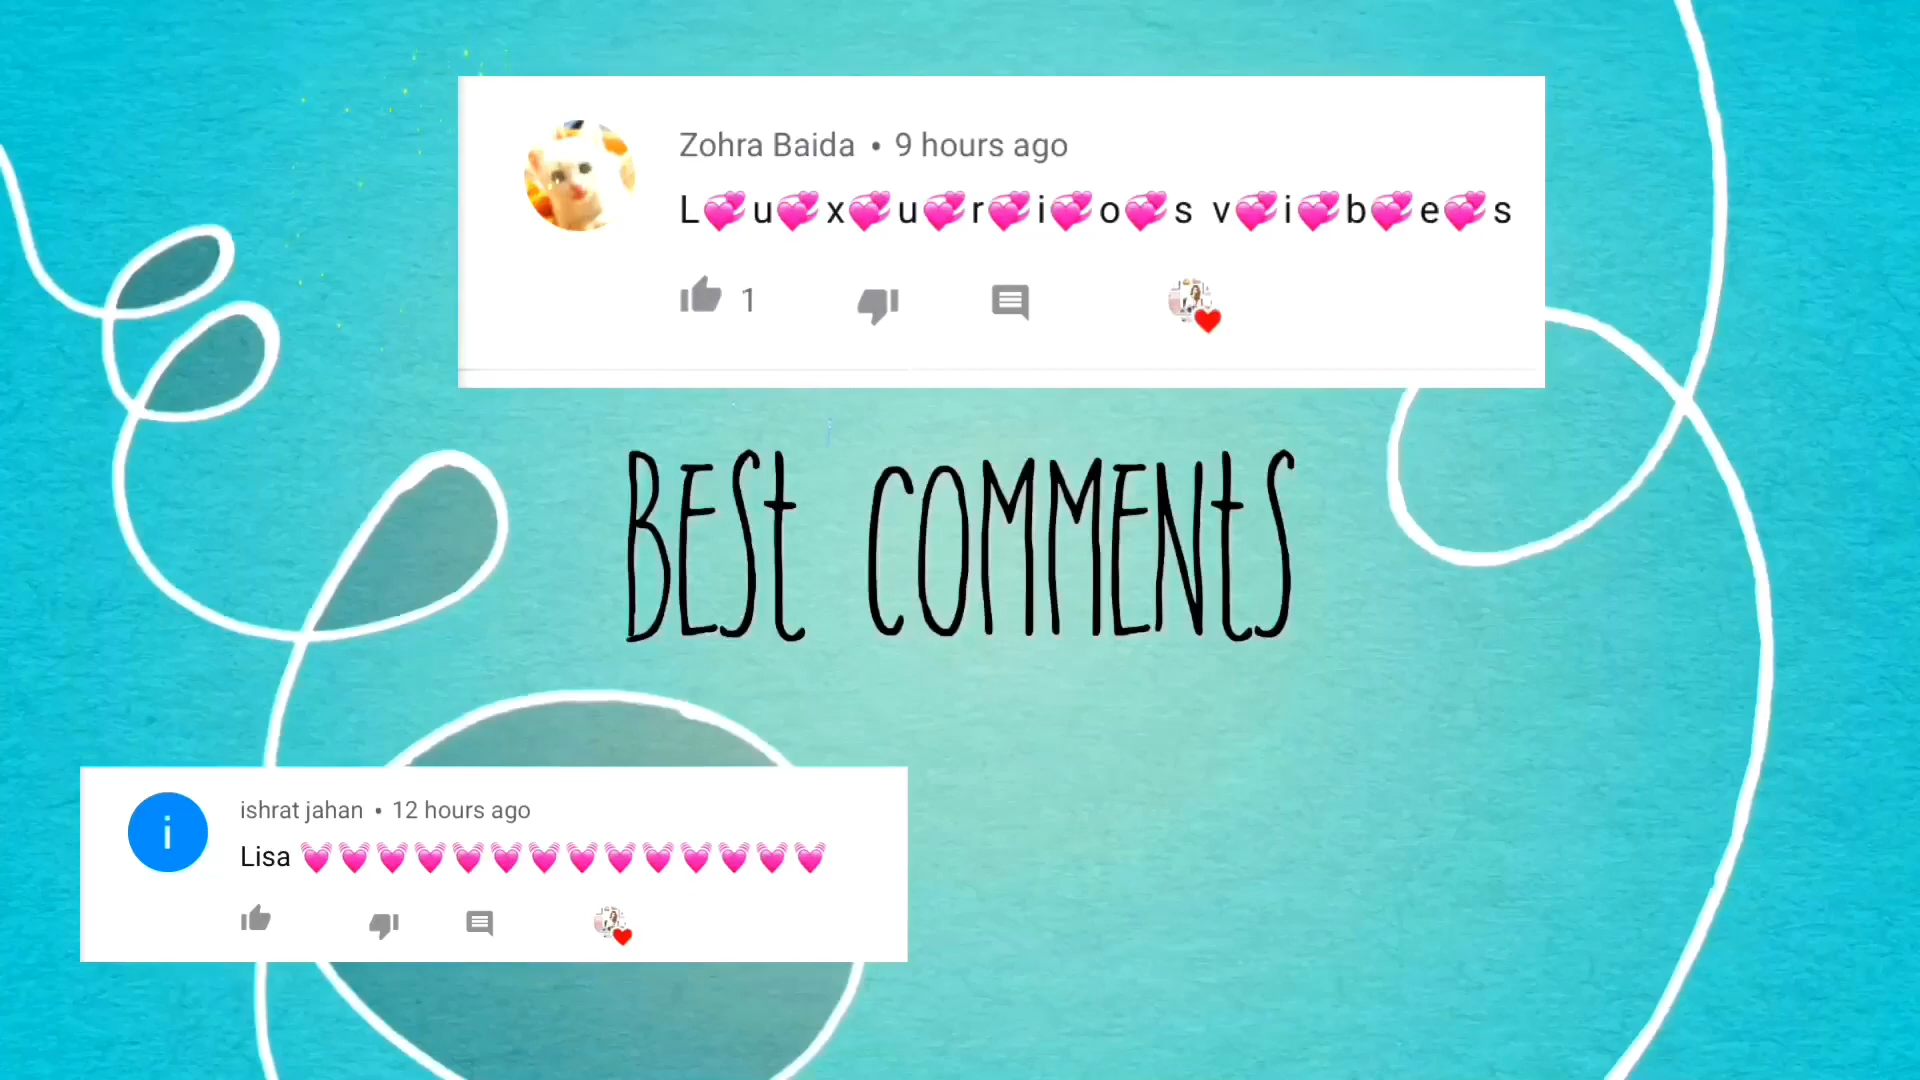 Zohra Baida • 9 hours ago
L💞u💞x💞u💞r💞i💞o💞s v💞i💞b💞e💞s
1
BESt COMMENtS
i
ishrat jahan • 12 hours ago
Lisa 💓💓💓💓💓💓💓💓💓💓💓💓💓💓